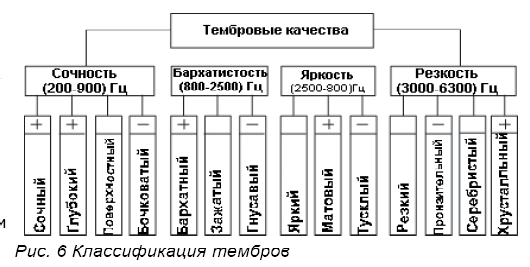 Тембровые качества
Сочность
(200-900) Гц
Бархатистость
(800-2500) Гц
Яркость
(2500-800)Гц
Резкость
(3000-6300) Гц
+ Сочный
+ Глубокий
Поверхностный
− Бочковатый
+ Бархатный
Зажатый
− Гнусавый
Яркий
+ Матовый
− Тусклый
Резкий
− Пронзительный
Серебристый
+ Хрустальный
м
Рис. 6 Классификация тембров